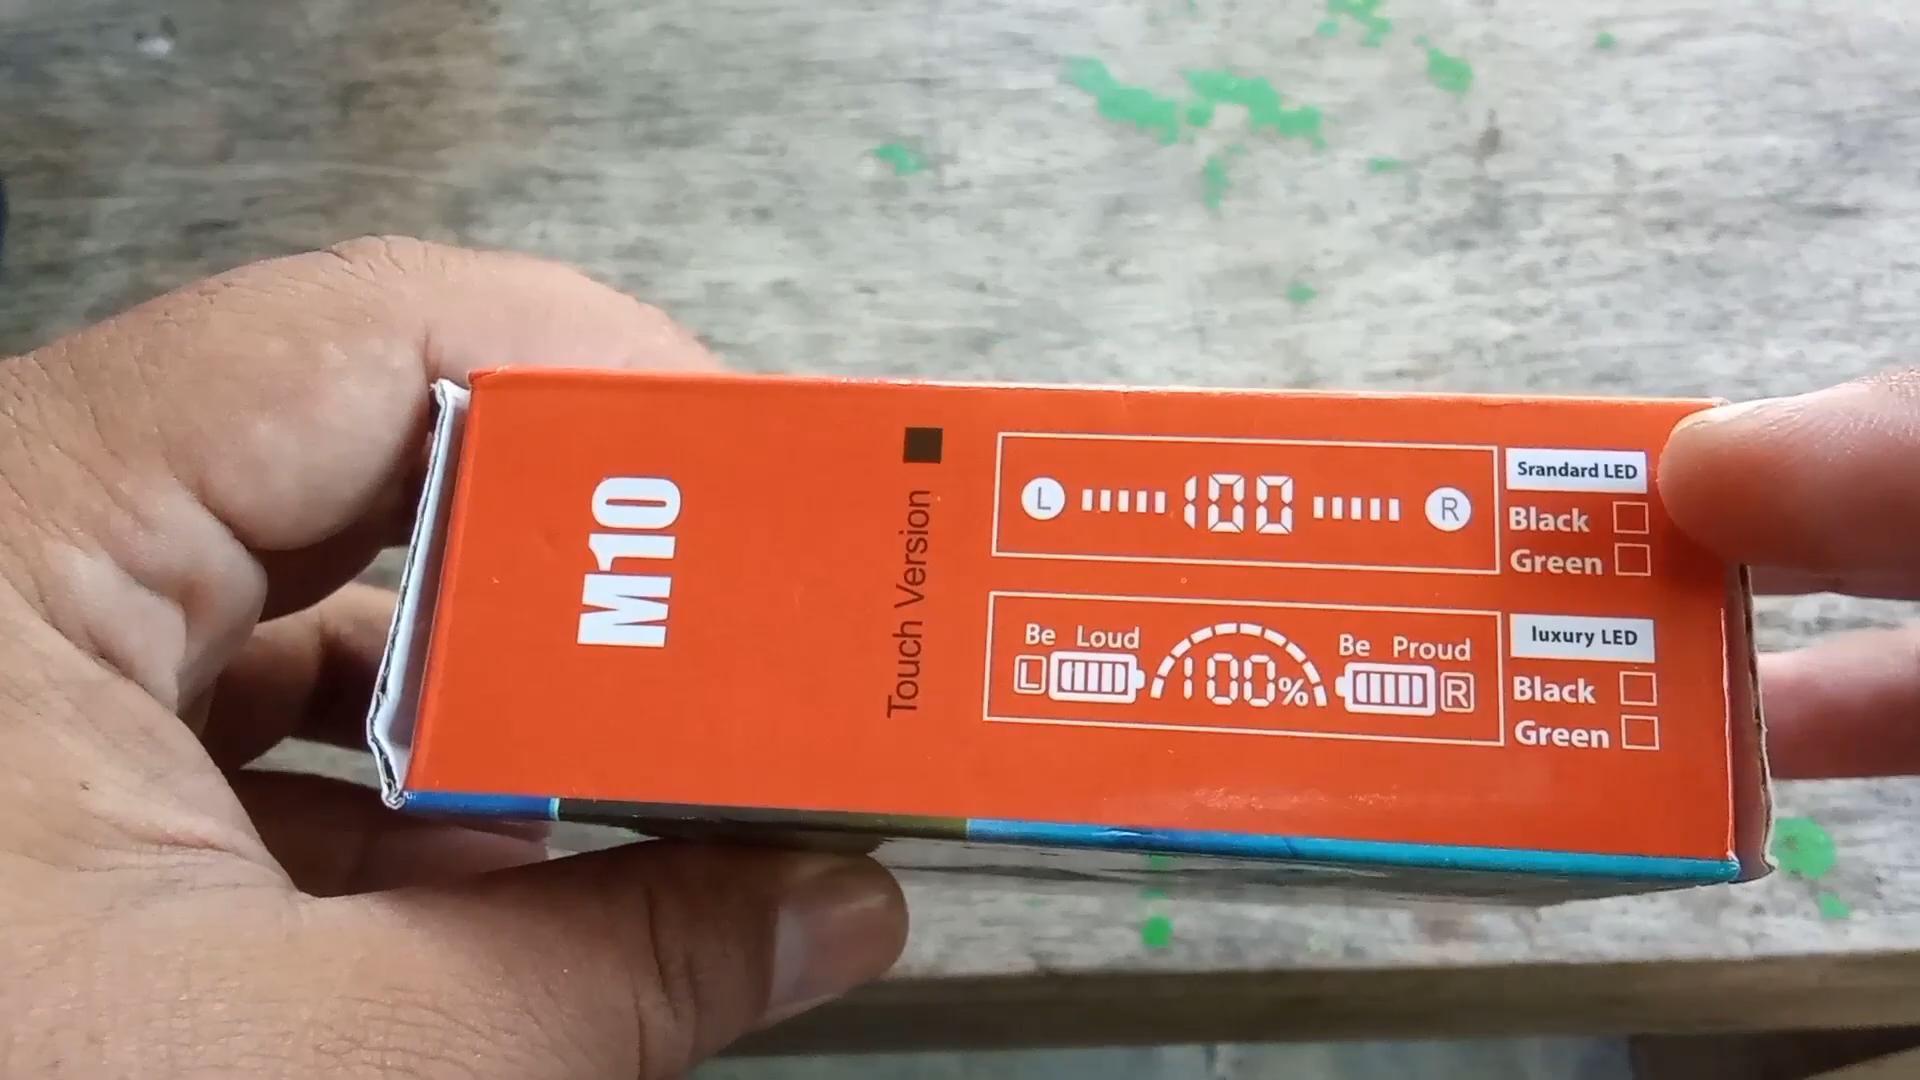 M10
Touch Version
L 100 R
Srandard LED
Black
Green
Be Loud Be Proud
L 100% R
luxury LED
Black
Green